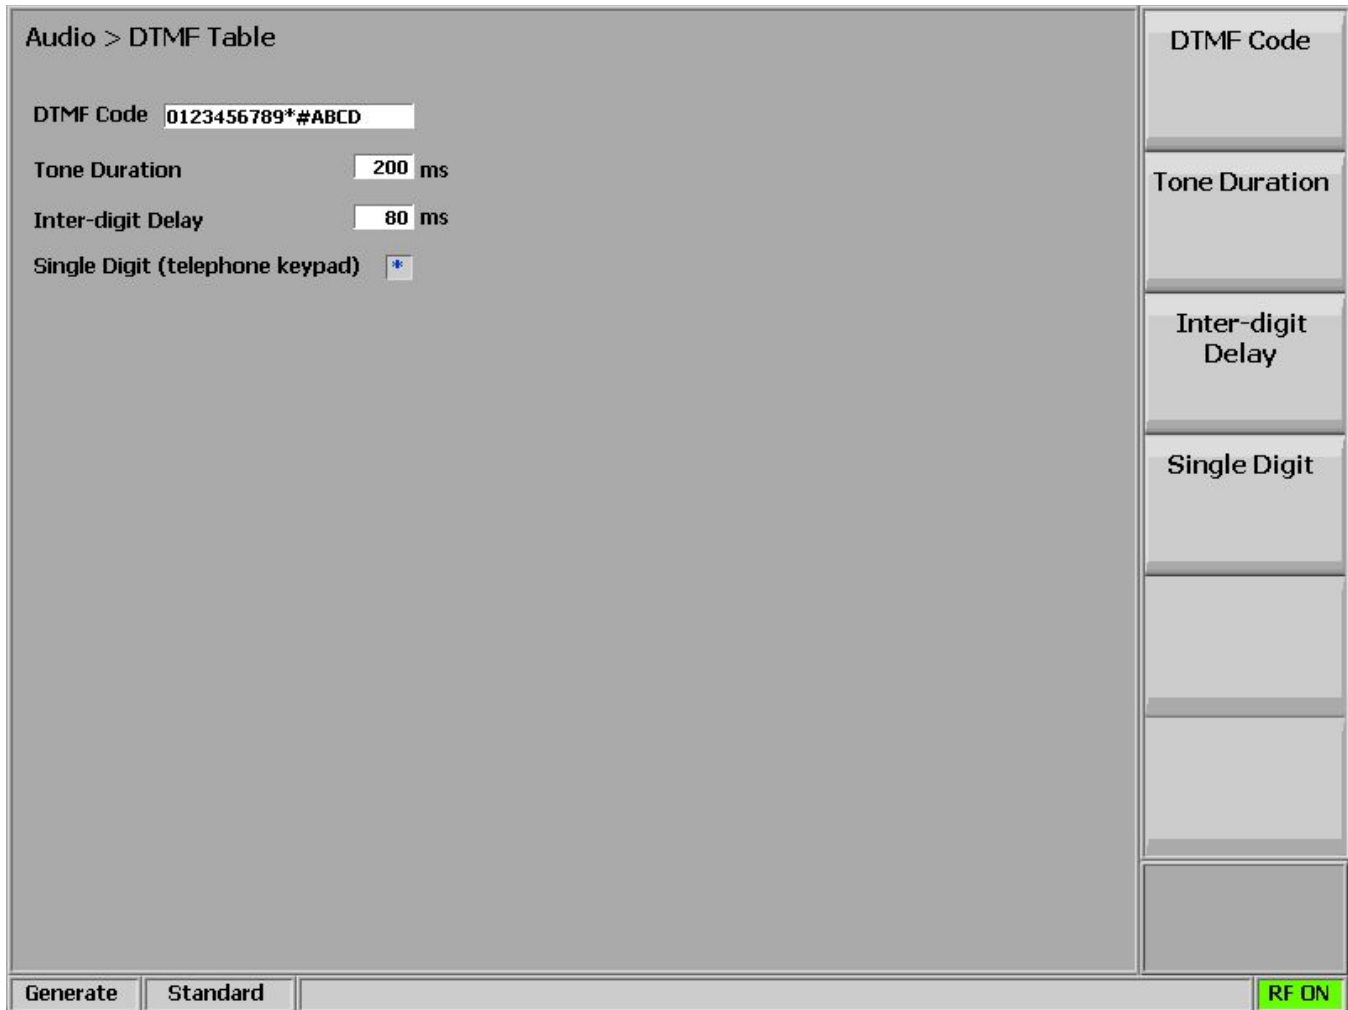 Audio > DTMF Table
DTMF Code 0123456789*#ABCD
Tone Duration 200 ms
Inter-digit Delay 80 ms
Single Digit (telephone keypad) *
DTMF Code
Tone Duration
Inter-digit
Delay
Single Digit
Generate Standard RF ON